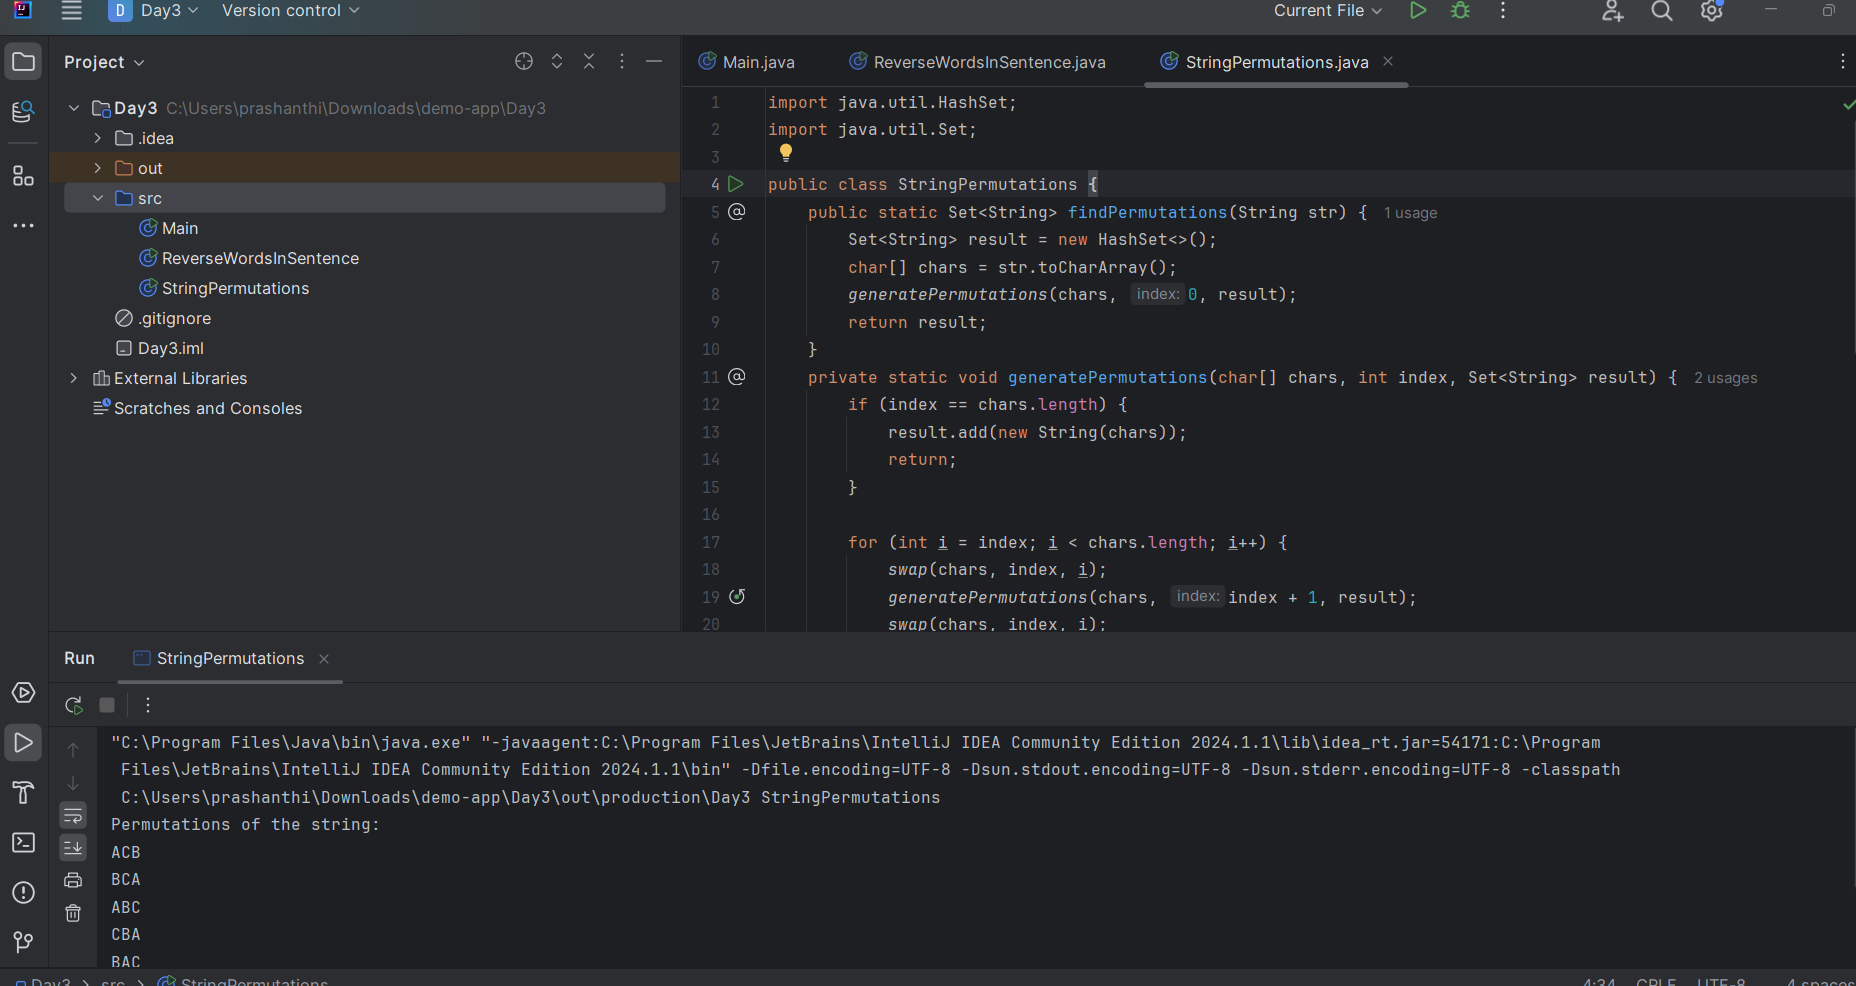 D Day3 Version control Current File
Project
Main.java ReverseWordsInSentence.java StringPermutations.java
Day3 C:\Users\prashanthi\Downloads\demo-app\Day3
.idea
out
src
Main
ReverseWordsInSentence
StringPermutations
.gitignore
Day3.iml
External Libraries
Scratches and Consoles
1 import java.util.HashSet;
2 import java.util.Set;
3
4 public class StringPermutations {
5 public static Set<String> findPermutations(String str) { 1 usage
6 Set<String> result = new HashSet<>();
7 char[] chars = str.toCharArray();
8 generatePermutations(chars, index: 0, result);
9 return result;
10 }
11 private static void generatePermutations(char[] chars, int index, Set<String> result) { 2 usages
12 if (index == chars.length) {
13 result.add(new String(chars));
14 return;
15 }
16
17 for (int i = index; i < chars.length; i++) {
18 swap(chars, index, i);
19 generatePermutations(chars, index: index + 1, result);
20 swap(chars, index, i);
Run StringPermutations
"C:\Program Files\Java\bin\java.exe" "-javaagent:C:\Program Files\JetBrains\IntelliJ IDEA Community Edition 2024.1.1\lib\idea_rt.jar=54171:C:\Program
Files\JetBrains\IntelliJ IDEA Community Edition 2024.1.1\bin" -Dfile.encoding=UTF-8 -Dsun.stdout.encoding=UTF-8 -Dsun.stderr.encoding=UTF-8 -classpath
C:\Users\prashanthi\Downloads\demo-app\Day3\out\production\Day3 StringPermutations
Permutations of the string:
ACB
BCA
ABC
CBA
BAC
Day3 > src > StringPermutations 4:34 CRLF UTF-8 4 spaces